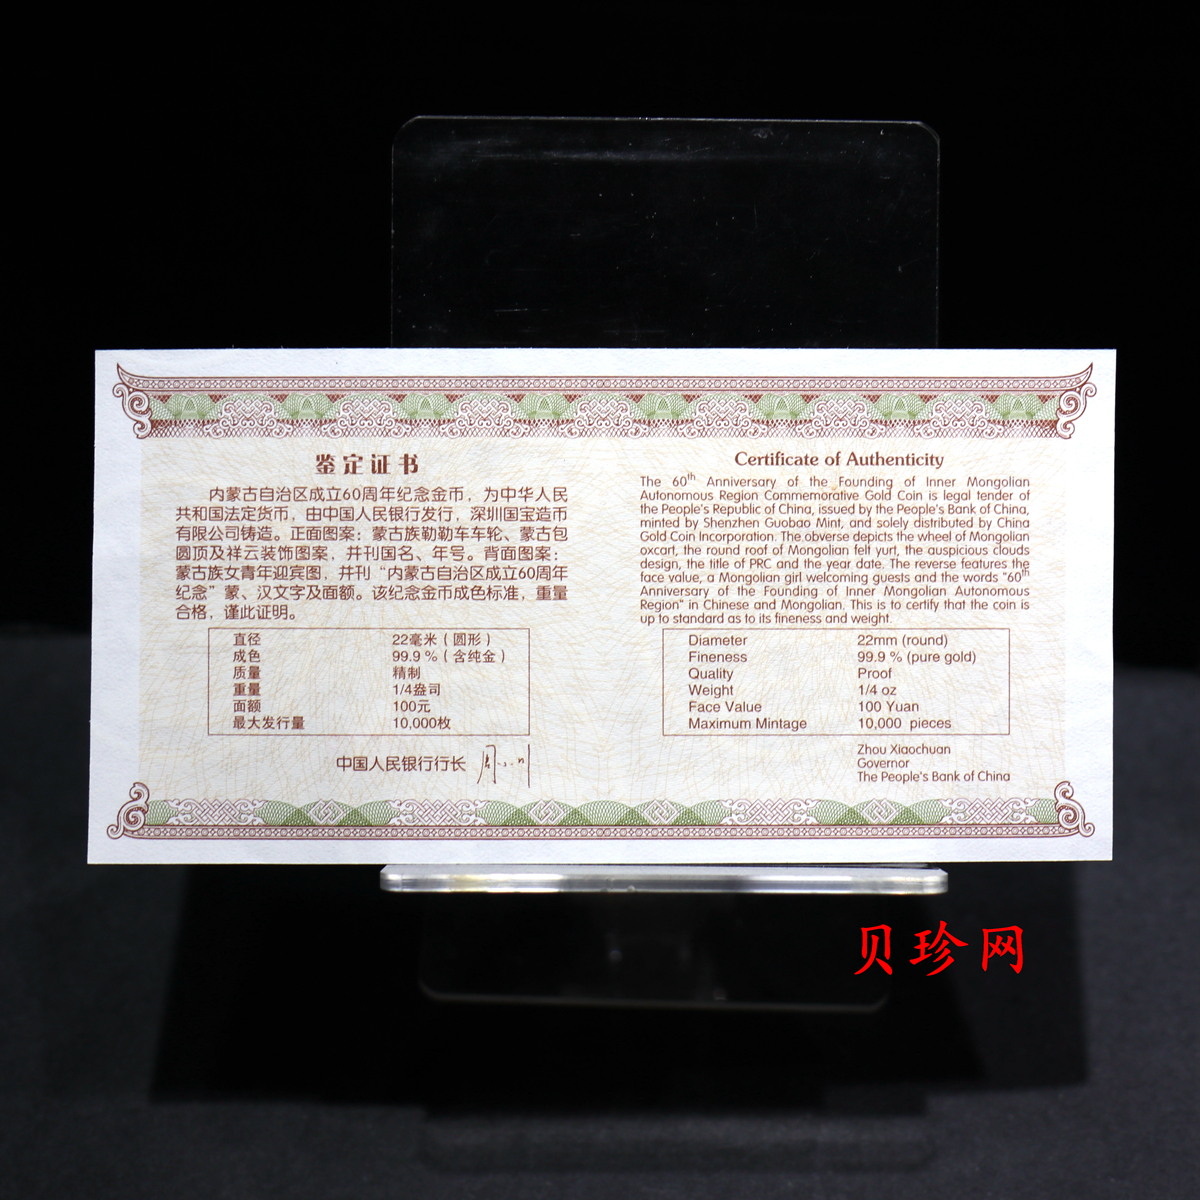 鉴定证书
内蒙古自治区成立60周年纪念金币，为中华人民
共和国法定货币，由中国人民银行发行，深圳国宝造币
有限公司铸造。正面图案：蒙古族勒勒车车轮、蒙古包
圆顶及祥云装饰图案，并刊国名、年号。背面图案：
蒙古族女青年迎宾图，并刊“内蒙古自治区成立60周年
纪念”蒙、汉文字及面额。该纪念金币成色标准，重量
合格，谨此证明。
直径 22毫米（圆形）
成色 99.9％（含纯金）
质量 精制
重量 1/4盎司
面额 100元
最大发行量 10,000枚
中国人民银行行长
Certificate of Authenticity
The 60th Anniversary of the Founding of Inner Mongolian
Autonomous Region Commemorative Gold Coin is legal tender of
the People's Republic of China, issued by the People's Bank of China,
minted by Shenzhen Guobao Mint, and solely distributed by China
Gold Coin Incorporation. The obverse depicts the wheel of Mongolian
oxcart, the round roof of Mongolian felt yurt, the auspicious clouds
design, the title of PRC and the year date. The reverse features the
face value, a Mongolian girl welcoming guests and the words "60th
Anniversary of the Founding of Inner Mongolian Autonomous
Region" in Chinese and Mongolian. This is to certify that the coin is
up to standard as to its fineness and weight.
Diameter 22mm (round)
Fineness 99.9 % (pure gold)
Quality Proof
Weight 1/4 oz
Face Value 100 Yuan
Maximum Mintage 10,000 pieces
Zhou Xiaochuan
Governor
The People's Bank of China
贝珍网